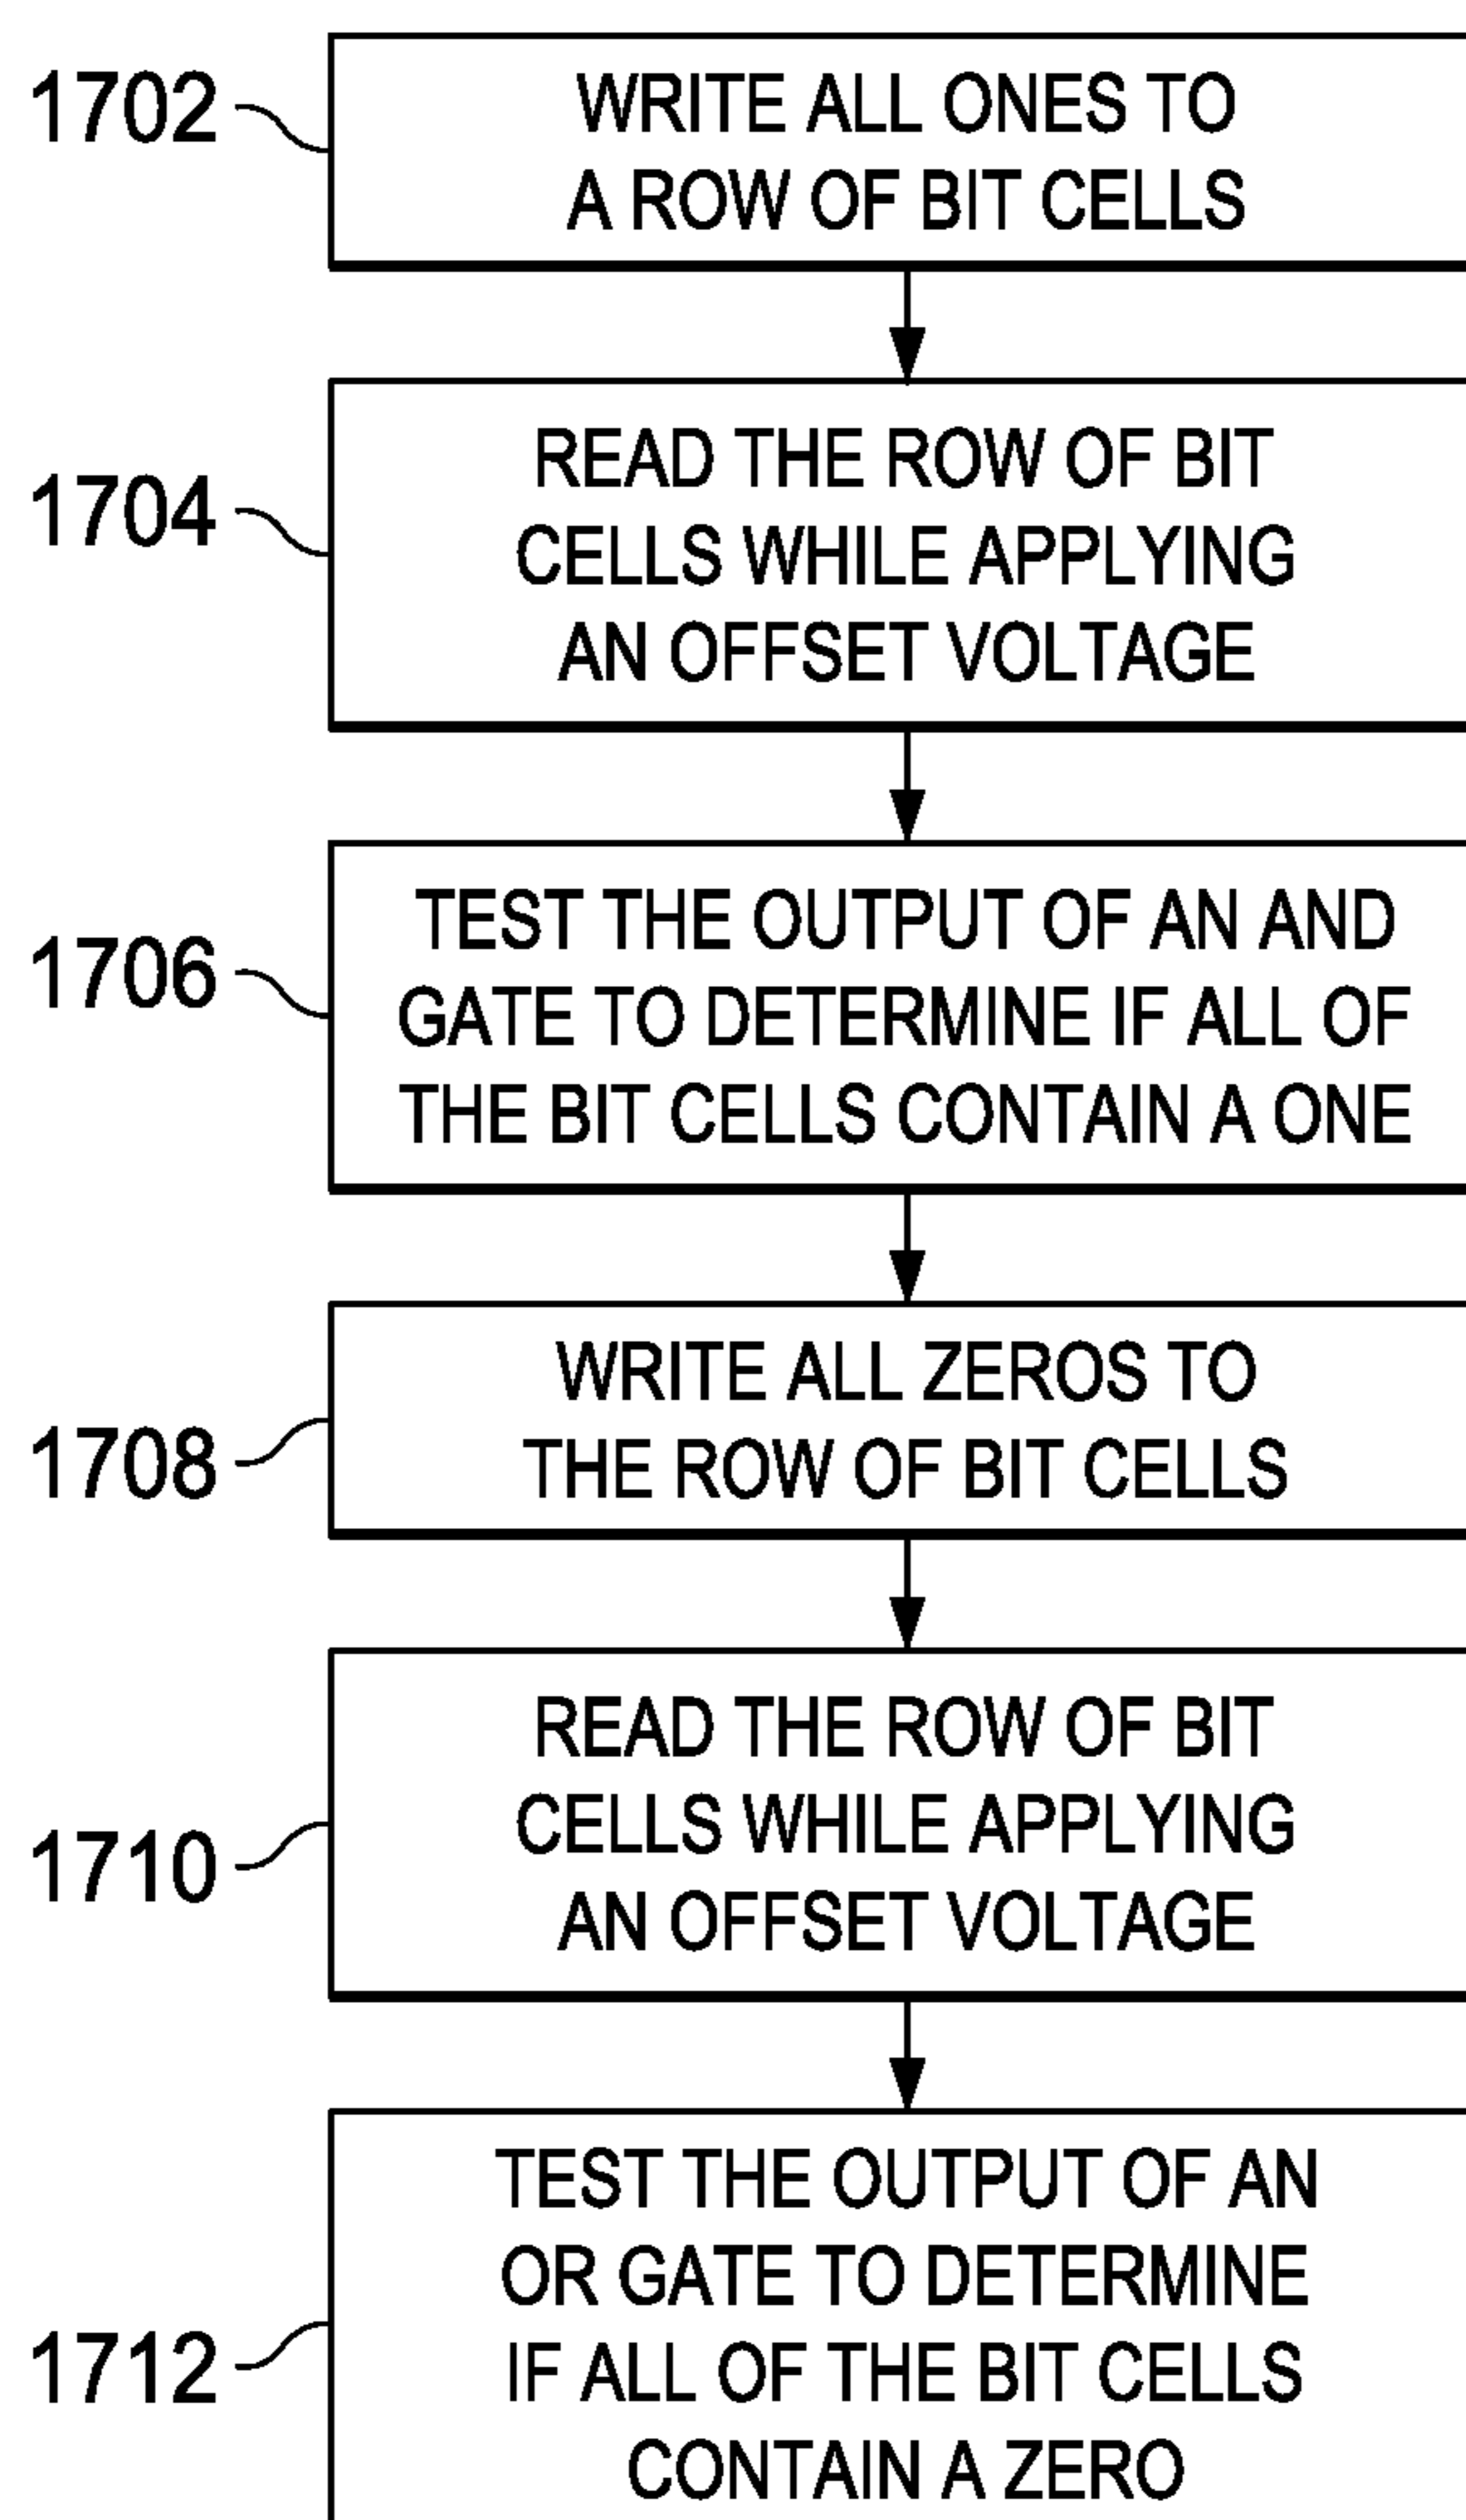 1702
WRITE ALL ONES TO
A ROW OF BIT CELLS
1704
READ THE ROW OF BIT
CELLS WHILE APPLYING
AN OFFSET VOLTAGE
1706
TEST THE OUTPUT OF AN AND
GATE TO DETERMINE IF ALL OF
THE BIT CELLS CONTAIN A ONE
1708
WRITE ALL ZEROS TO
THE ROW OF BIT CELLS
1710
READ THE ROW OF BIT
CELLS WHILE APPLYING
AN OFFSET VOLTAGE
1712
TEST THE OUTPUT OF AN
OR GATE TO DETERMINE
IF ALL OF THE BIT CELLS
CONTAIN A ZERO